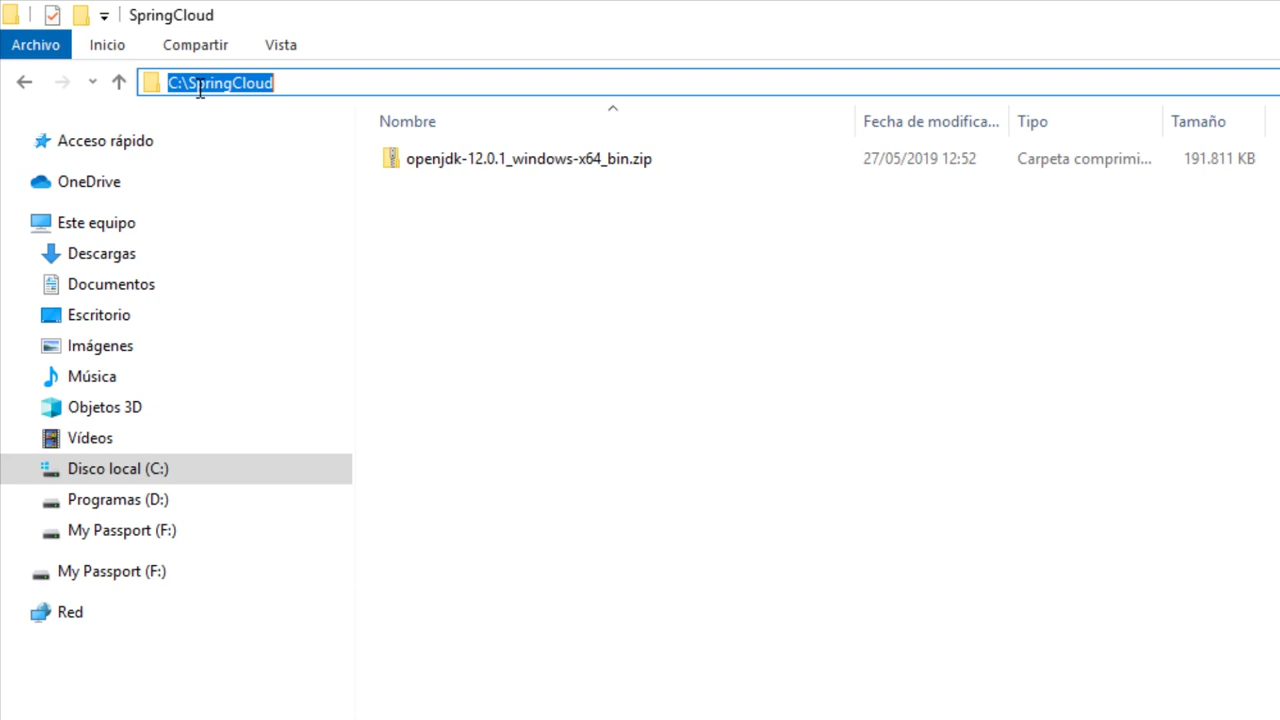 SpringCloud
Archivo Inicio Compartir Vista
C:\SpringCloud
Nombre Fecha de modifica... Tipo Tamaño
openjdk-12.0.1_windows-x64_bin.zip 27/05/2019 12:52 Carpeta comprimi... 191.811 KB
Acceso rápido
OneDrive
Este equipo
Descargas
Documentos
Escritorio
Imágenes
Música
Objetos 3D
Vídeos
Disco local (C:)
Programas (D:)
My Passport (F:)
My Passport (F:)
Red